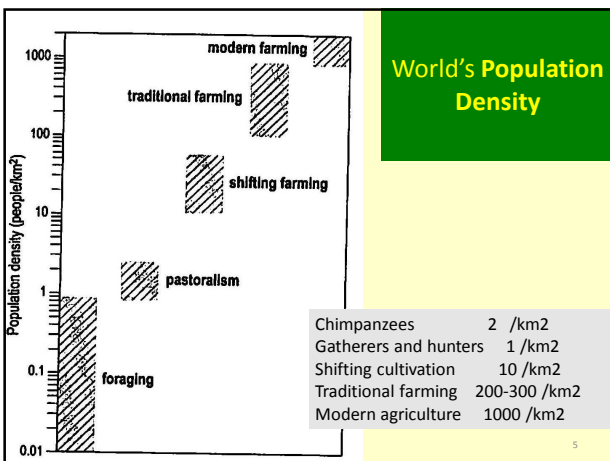 World's Population
Density
Population density (people/km²)
1000
100
10
1
0.1
0.01
modern farming
traditional farming
shifting farming
pastoralism
foraging
Chimpanzees 2 /km2
Gatherers and hunters 1 /km2
Shifting cultivation 10 /km2
Traditional farming 200-300 /km2
Modern agriculture 1000 /km2
5